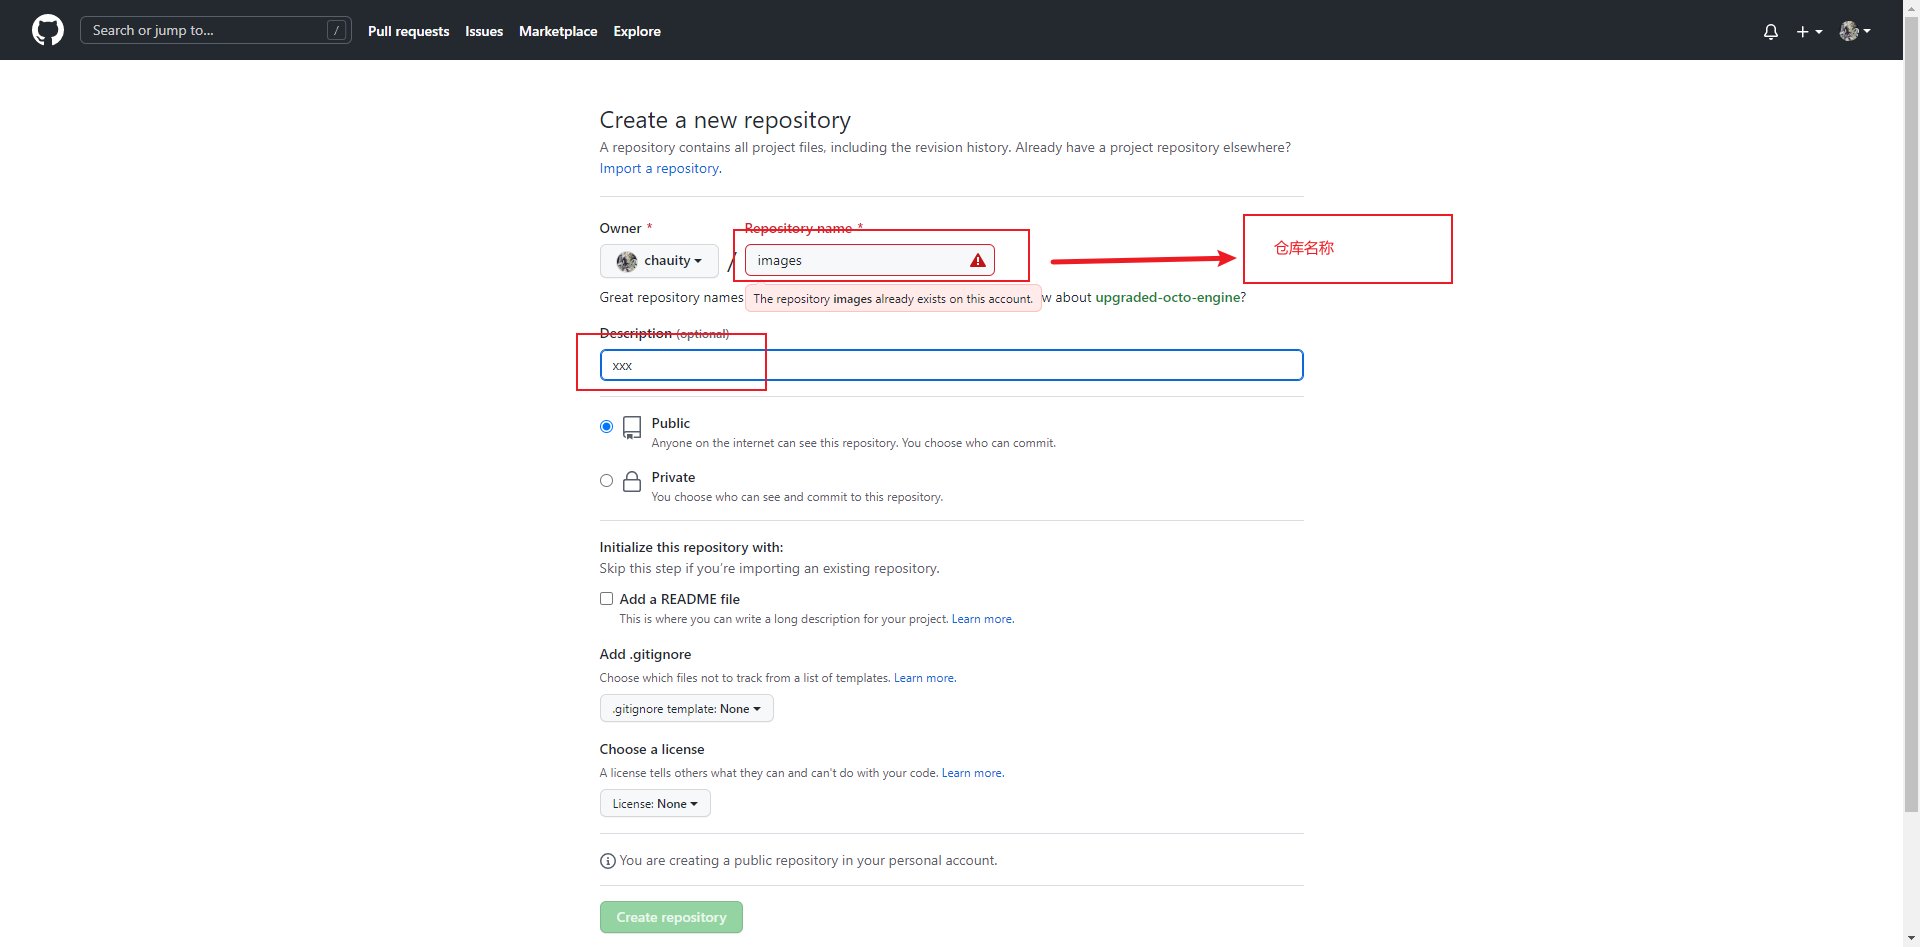 Search or jump to... /
Pull requests Issues Marketplace Explore
Create a new repository
A repository contains all project files, including the revision history. Already have a project repository elsewhere?
Import a repository.
Owner * Repository name *
chauity / images
仓库名称
Great repository names The repository images already exists on this account. w about upgraded-octo-engine?
Description (optional)
xxx
Public
Anyone on the internet can see this repository. You choose who can commit.
Private
You choose who can see and commit to this repository.
Initialize this repository with:
Skip this step if you're importing an existing repository.
Add a README file
This is where you can write a long description for your project. Learn more.
Add .gitignore
Choose which files not to track from a list of templates. Learn more.
.gitignore template: None
Choose a license
A license tells others what they can and can't do with your code. Learn more.
License: None
You are creating a public repository in your personal account.
Create repository